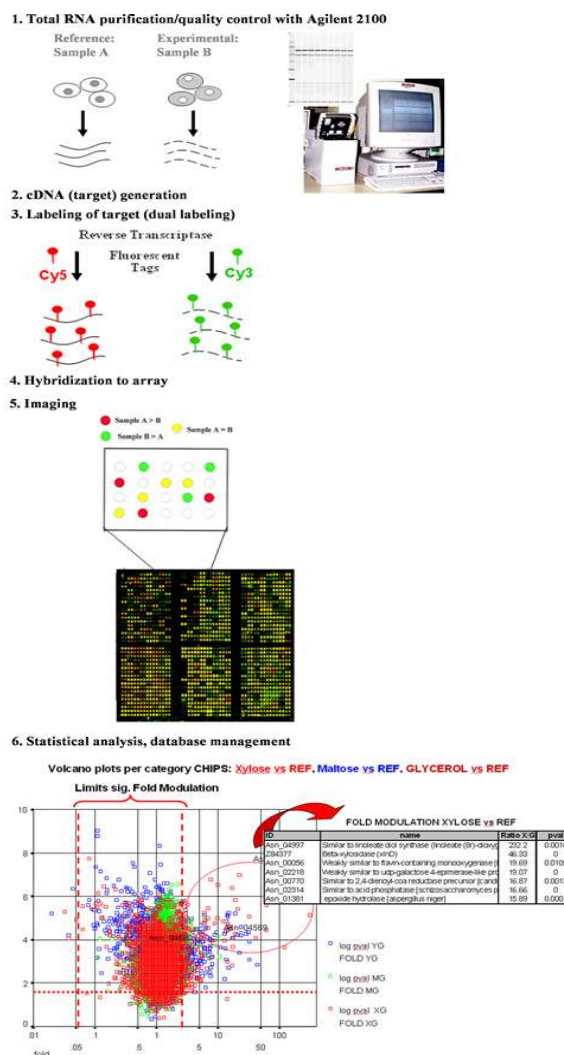 1. Total RNA purification/quality control with Agilent 2100
Reference:
Sample A
Experimental:
Sample B
2. cDNA (target) generation
3. Labeling of target (dual labeling)
Reverse Transcriptase
Fluorescent
Tags
Cy5
Cy3
4. Hybridization to array
5. Imaging
Sample A > B
Sample A = B
Sample B > A
6. Statistical analysis, database management
Volcano plots per category CHIPS: Xylose vs REF, Maltose vs REF, GLYCEROL vs REF
Limits sig. Fold Modulation
FOLD MODULATION XYLOSE vs REF
ID name Ratio X:G pval
Asn_04997 Similar to linoleate diol synthase (linoleate (8r)-dioxyg 232.2
Z84377 Beta-xylosidase (xlnD) 46.33 0
Asn_00056 Weakly similar to flavin-containing monooxygenase 19.69
Asn_02218 Weakly similar to udp-galactose 4-epimerase-like pro 19.07 0
Asn_00770 Similar to 2,4-dienoyl-coa reductase precursor [cand 16.87
Asn_02314 Similar to acid phosphatase [schizosaccharomyces p 16.66 0
Asn_01381 epoxide hydrolase [aspergillus niger] 15.89
10
8
6
4
2
0
Asn-04569
log pval YG
FOLD YG
log pval MG
FOLD MG
log pval XG
FOLD XG
.01 .1 1 10 100
.05 .5 5 50
fold